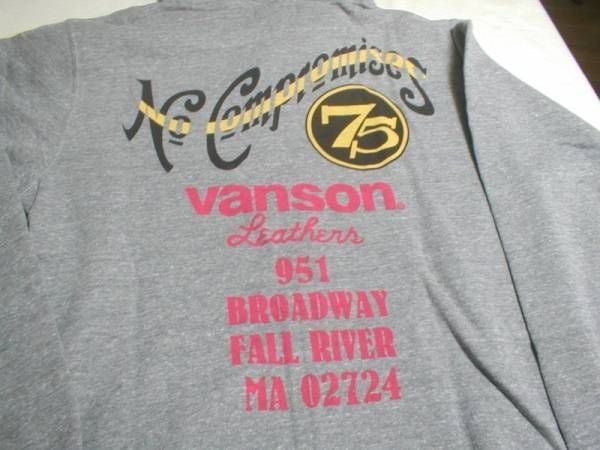 No Compromises
75
vanson®
Leathers
951
BROADWAY
FALL RIVER
MA 02724